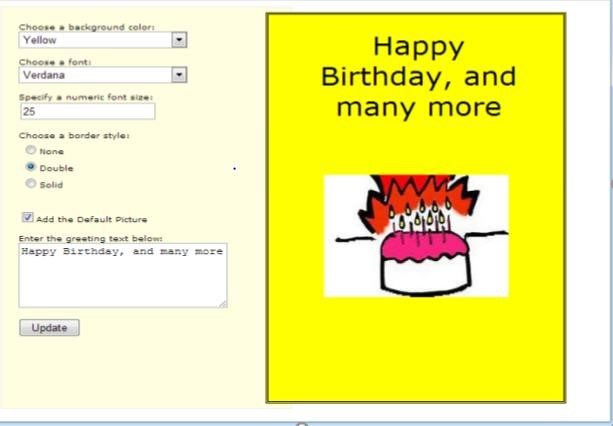 Choose a background color:
Yellow
Choose a font:
Verdana
Specify a numeric font size:
25
Choose a border style:
None
Double
Solid
Add the Default Picture
Enter the greeting text below:
Happy Birthday, and many more
Update
Happy
Birthday, and
many more